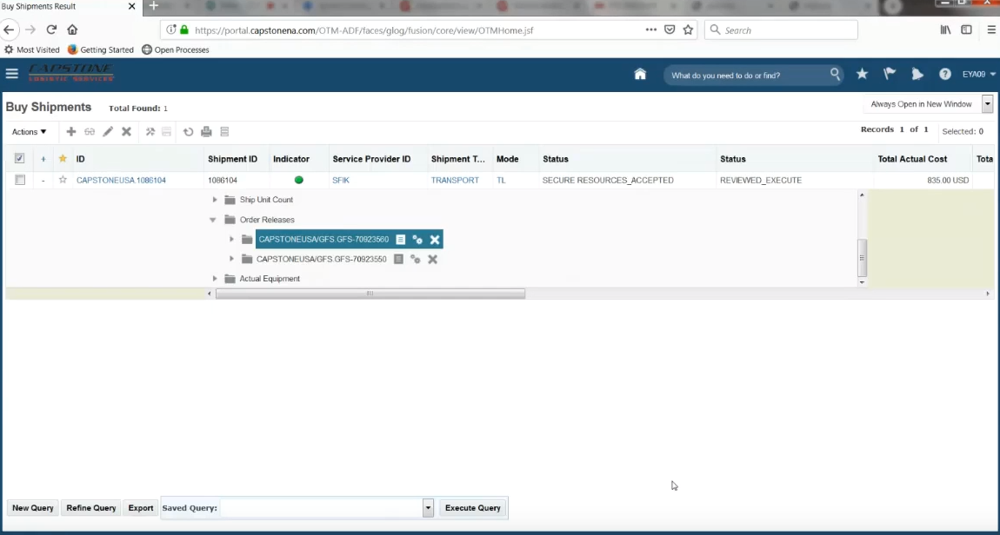 Buy Shipments Result
https://portal.capstonena.com/OTM-ADF/faces/glog/fusion/core/view/OTMHome.jsf
Search
Most Visited Getting Started Open Processes
CAPSTONE
LOGISTIC SERVICES
What do you need to do or find?
EYA09
Buy Shipments Total Found: 1
Always Open in New Window
Actions
Records 1 of 1 Selected: 0
ID Shipment ID Indicator Service Provider ID Shipment T... Mode Status Status Total Actual Cost Tota
CAPSTONEUSA.1086104 1086104 SFIK TRANSPORT TL SECURE RESOURCES_ACCEPTED REVIEWED_EXECUTE 835.00 USD
Ship Unit Count
Order Releases
CAPSTONEUSA/GFS.GFS-70923560
CAPSTONEUSA/GFS.GFS-70923550
Actual Equipment
New Query Refine Query Export Saved Query: Execute Query